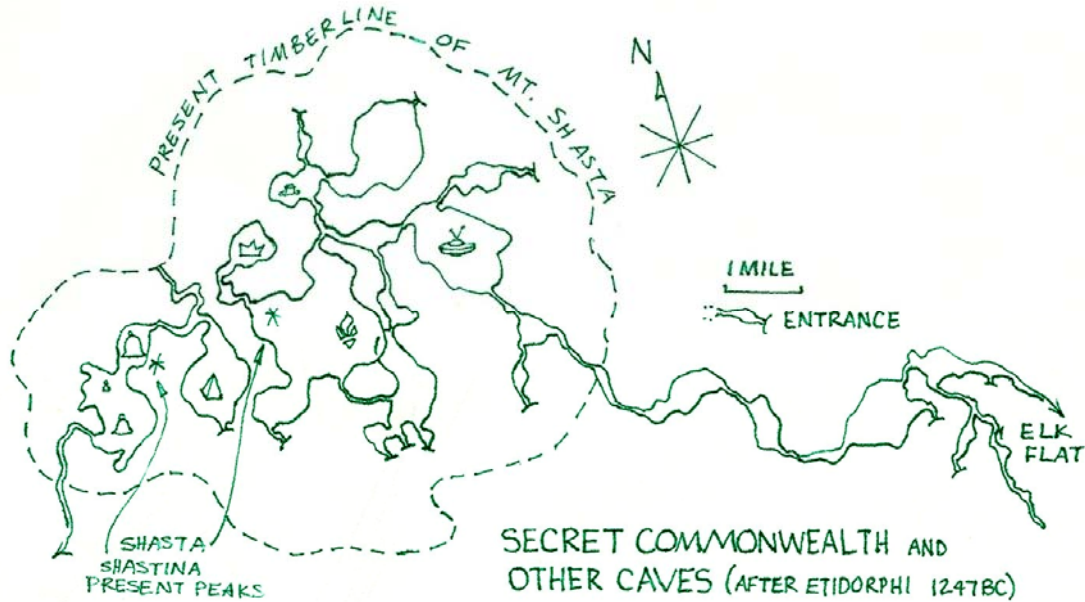 PRESENT TIMBERLINE OF MT. SHASTA
N
1 MILE
ENTRANCE
ELK
FLAT
SHASTA
SHASTINA
PRESENT PEAKS
SECRET COMMONWEALTH AND
OTHER CAVES (AFTER ETIDORPHI 1247BC)